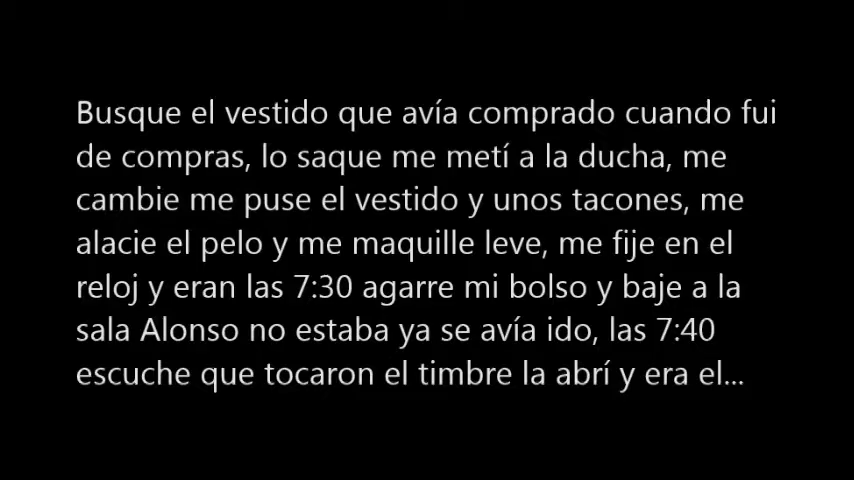 Busque el vestido que avía comprado cuando fui
de compras, lo saque me metí a la ducha, me
cambie me puse el vestido y unos tacones, me
alacie el pelo y me maquille leve, me fije en el
reloj y eran las 7:30 agarre mi bolso y baje a la
sala Alonso no estaba ya se avía ido, las 7:40
escuche que tocaron el timbre la abrí y era el...